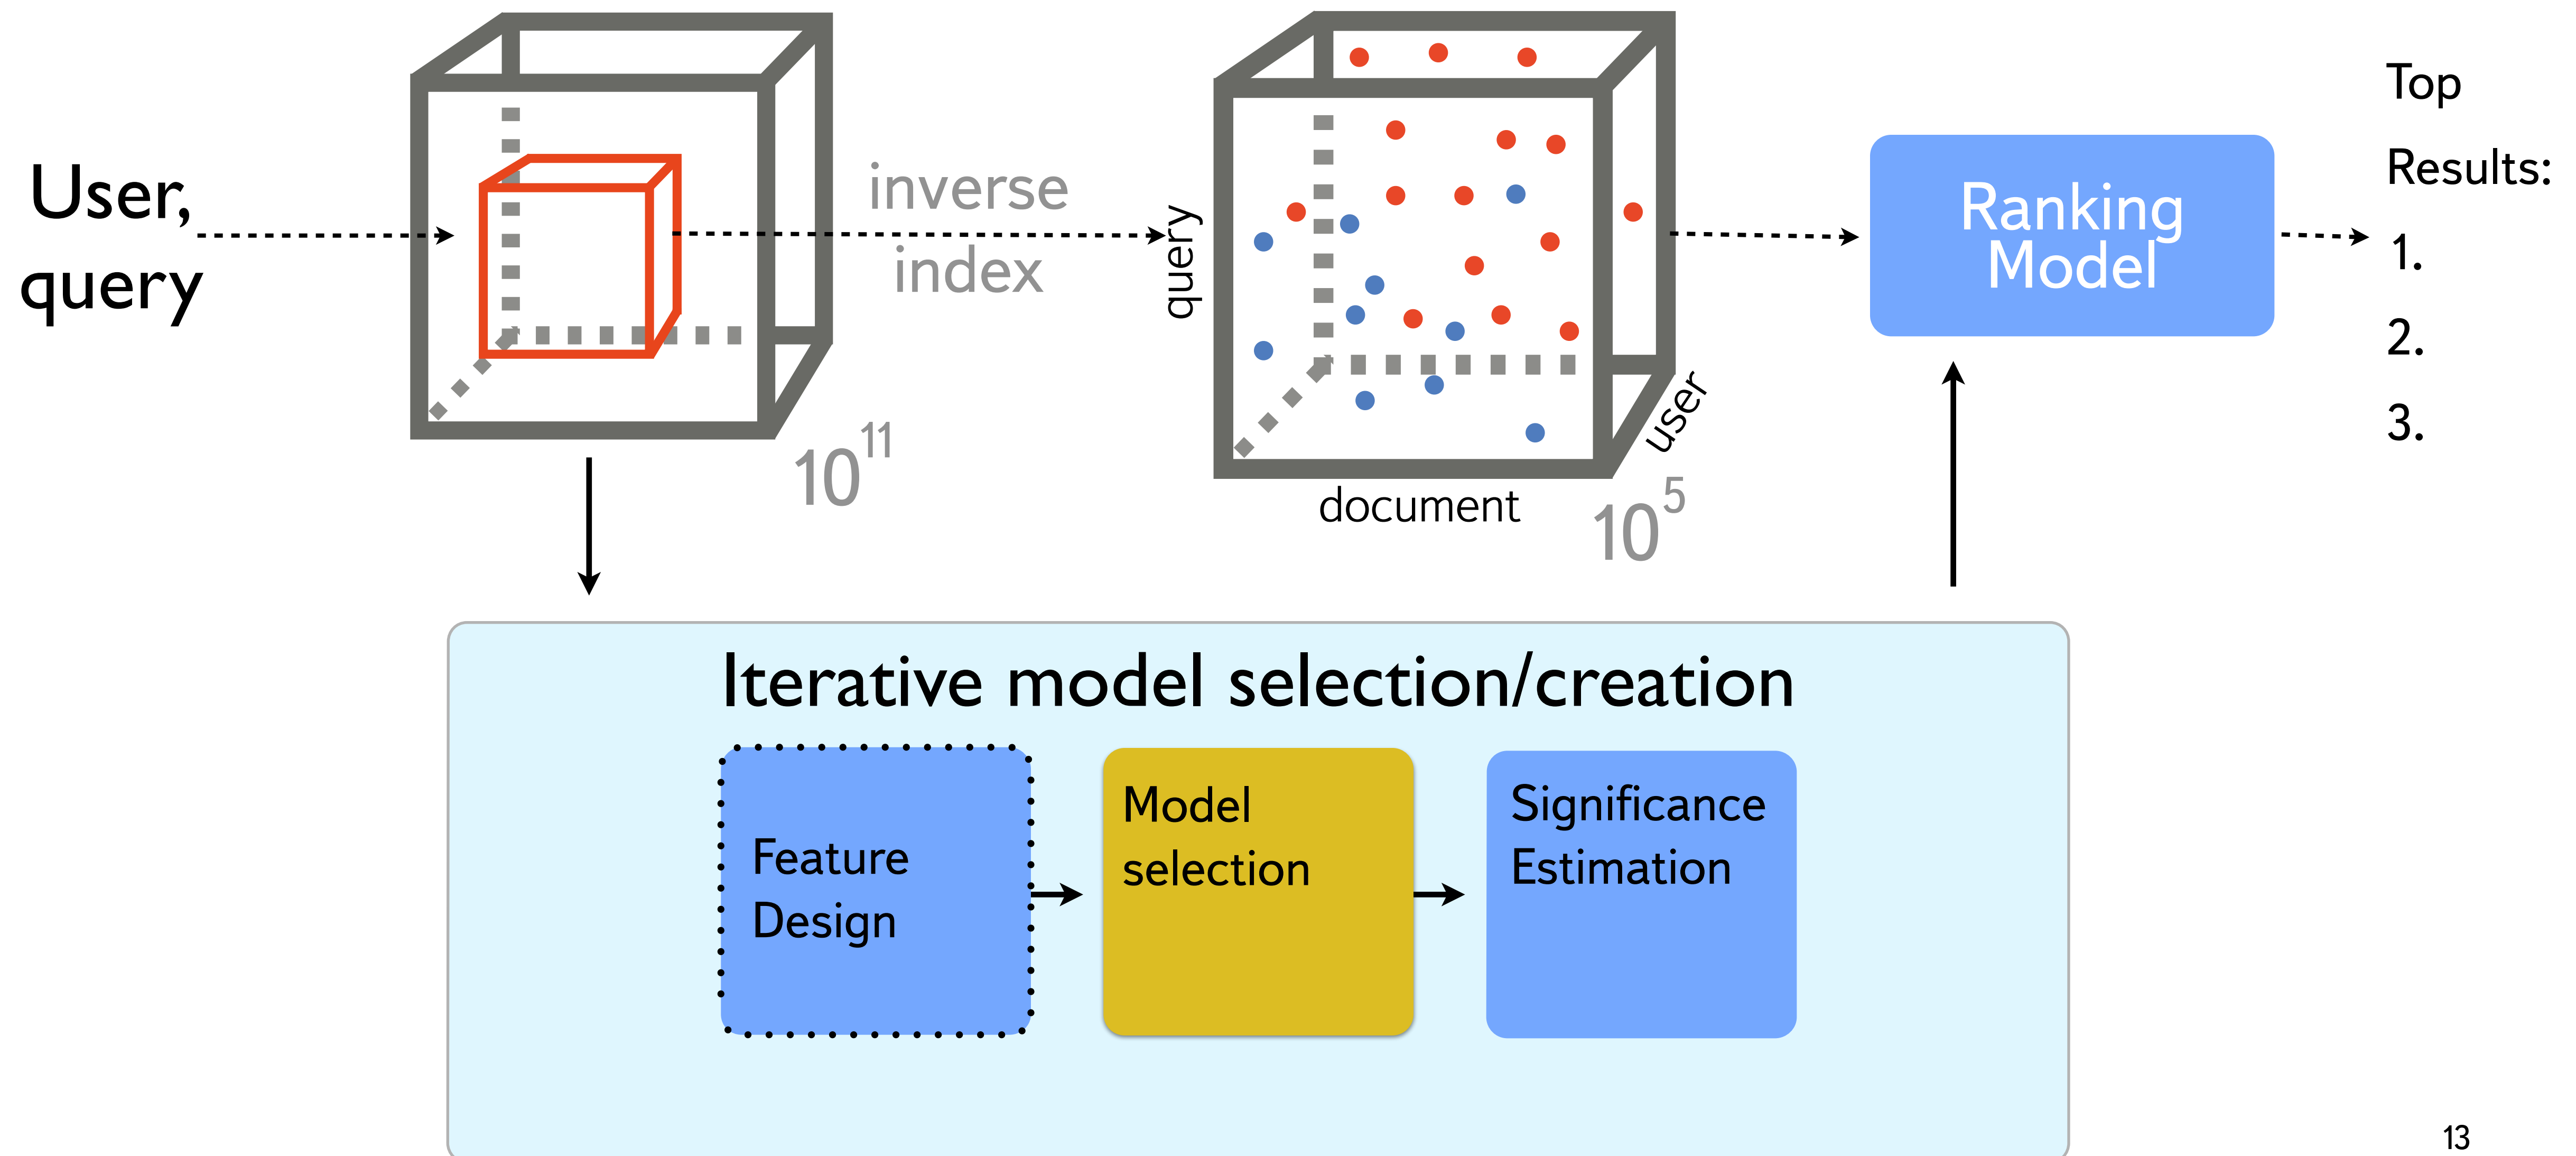 User,
query
10^11
inverse
index
query
document
user
10^5
Ranking
Model
Top
Results:
1.
2.
3.
Iterative model selection/creation
Feature
Design
Model
selection
Significance
Estimation
13